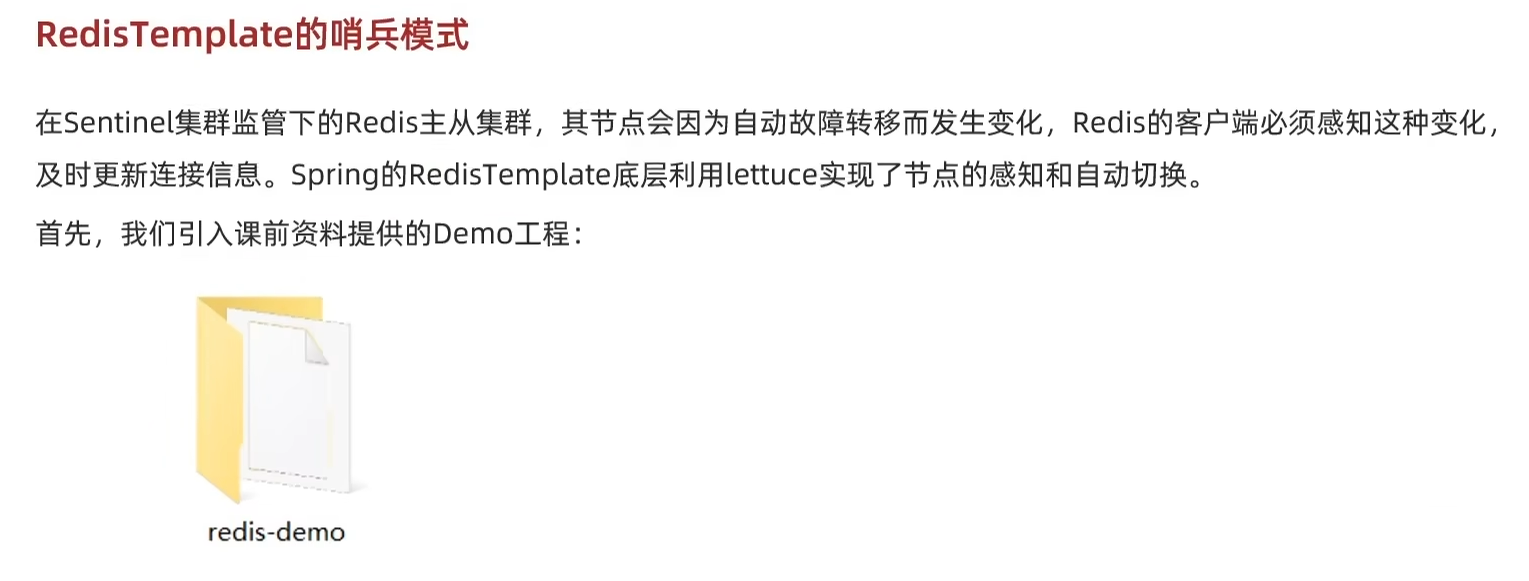 RedisTemplate的哨兵模式
在Sentinel集群监管下的Redis主从集群，其节点会因为自动故障转移而发生变化，Redis的客户端必须感知这种变化，
及时更新连接信息。Spring的RedisTemplate底层利用lettuce实现了节点的感知和自动切换。
首先，我们引入课前资料提供的Demo工程：
redis-demo